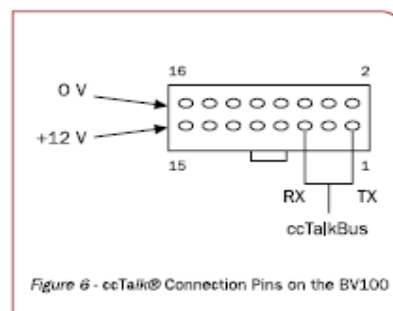 16 2
0 V
+12 V
15 1
RX TX
ccTalkBus
Figure 6 - ccTalk® Connection Pins on the BV100